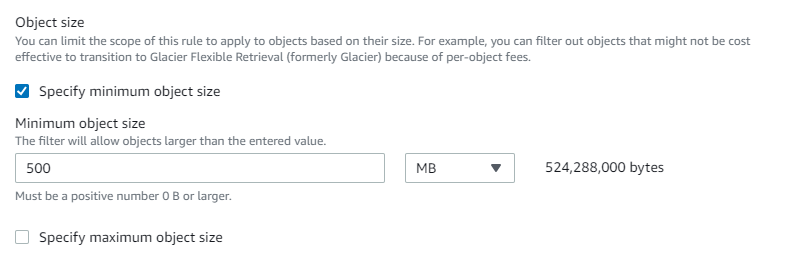 Object size
You can limit the scope of this rule to apply to objects based on their size. For example, you can filter out objects that might not be cost
effective to transition to Glacier Flexible Retrieval (formerly Glacier) because of per-object fees.
Specify minimum object size
Minimum object size
The filter will allow objects larger than the entered value.
500 MB 524,288,000 bytes
Must be a positive number 0 B or larger.
Specify maximum object size